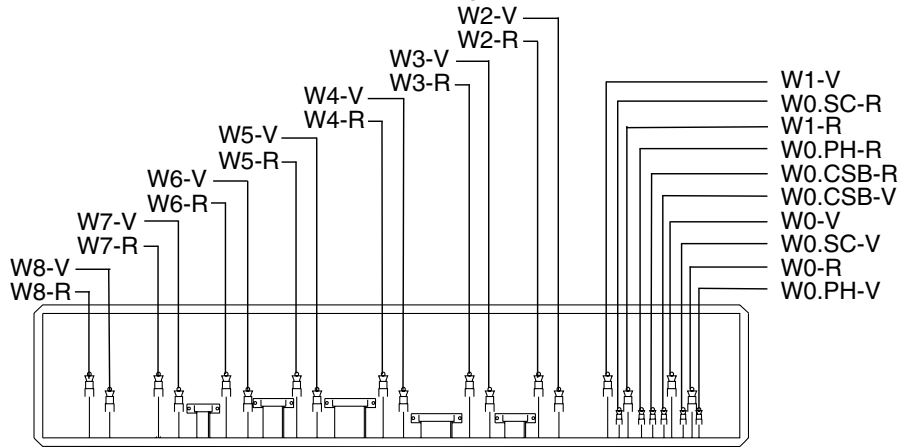 W2-V
W2-R
W3-V
W3-R
W4-V
W4-R
W5-V
W5-R
W6-V
W6-R
W7-V
W7-R
W8-V
W8-R
W1-V
W0.SC-R
W1-R
W0.PH-R
W0.CSB-R
W0.CSB-V
W0-V
W0.SC-V
W0-R
W0.PH-V